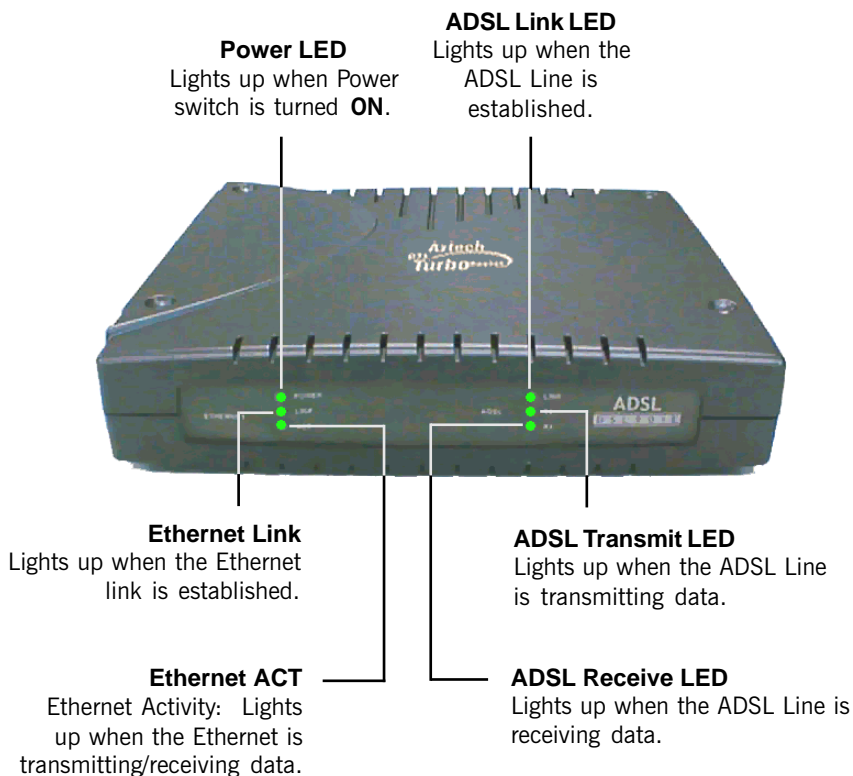 Power LED
Lights up when Power
switch is turned ON.
ADSL Link LED
Lights up when the
ADSL Line is
established.
Aztech
Turbo
POWER
ETHERNET
LINK
ADSL
LINK
RX
ADSL
Ethernet Link
Lights up when the Ethernet
link is established.
ADSL Transmit LED
Lights up when the ADSL Line
is transmitting data.
Ethernet ACT
Ethernet Activity: Lights
up when the Ethernet is
transmitting/receiving data.
ADSL Receive LED
Lights up when the ADSL Line is
receiving data.